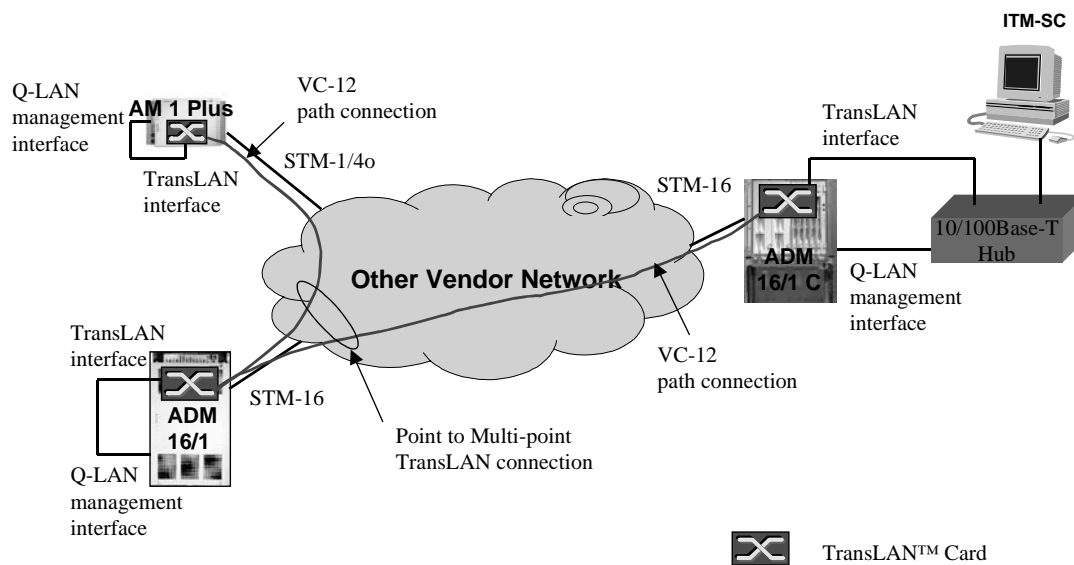 ITM-SC
Q-LAN
management
interface
AM 1 Plus
VC-12
path connection
STM-1/4o
TransLAN
interface
TransLAN
interface
STM-16
10/100Base-T
Hub
ADM
16/1 C
Q-LAN
management
interface
Other Vendor Network
VC-12
path connection
TransLAN
interface
STM-16
ADM
16/1
Point to Multi-point
TransLAN connection
Q-LAN
management
interface
TransLAN™ Card